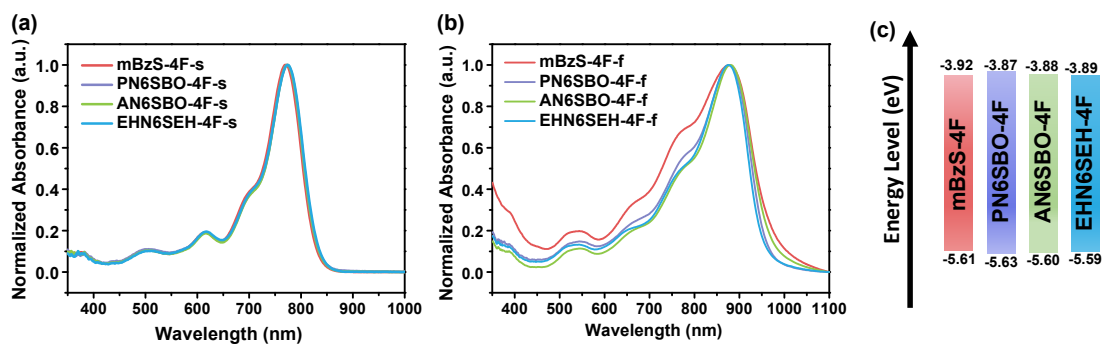 (a)
Normalized Absorbance (a.u.)
1.0
0.8
0.6
0.4
0.2
0.0
mBzS-4F-s
PN6SBO-4F-s
AN6SBO-4F-s
EHN6SEH-4F-s
400 500 600 700 800 900 1000
Wavelength (nm)
(b)
Normalized Absorbance (a.u.)
1.0
0.8
0.6
0.4
0.2
0.0
mBzS-4F-f
PN6SBO-4F-f
AN6SBO-4F-f
EHN6SEH-4F-f
400 500 600 700 800 900 1000 1100
Wavelength (nm)
(c)
Energy Level (eV)
-3.92 -3.87 -3.88 -3.89
mBzS-4F
PN6SBO-4F
AN6SBO-4F
EHN6SEH-4F
-5.61 -5.63 -5.60 -5.59